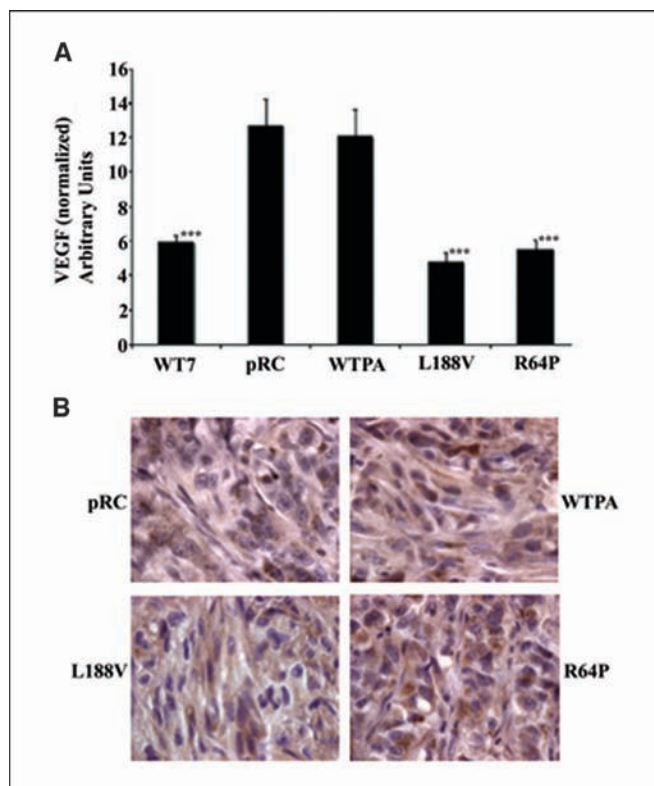 A
VEGF (normalized)
Arbitrary Units
16
14
12
10
8
6
4
2
0
***
***
***
WT7 pRC WTPA L188V R64P
B
pRC
WTPA
L188V
R64P